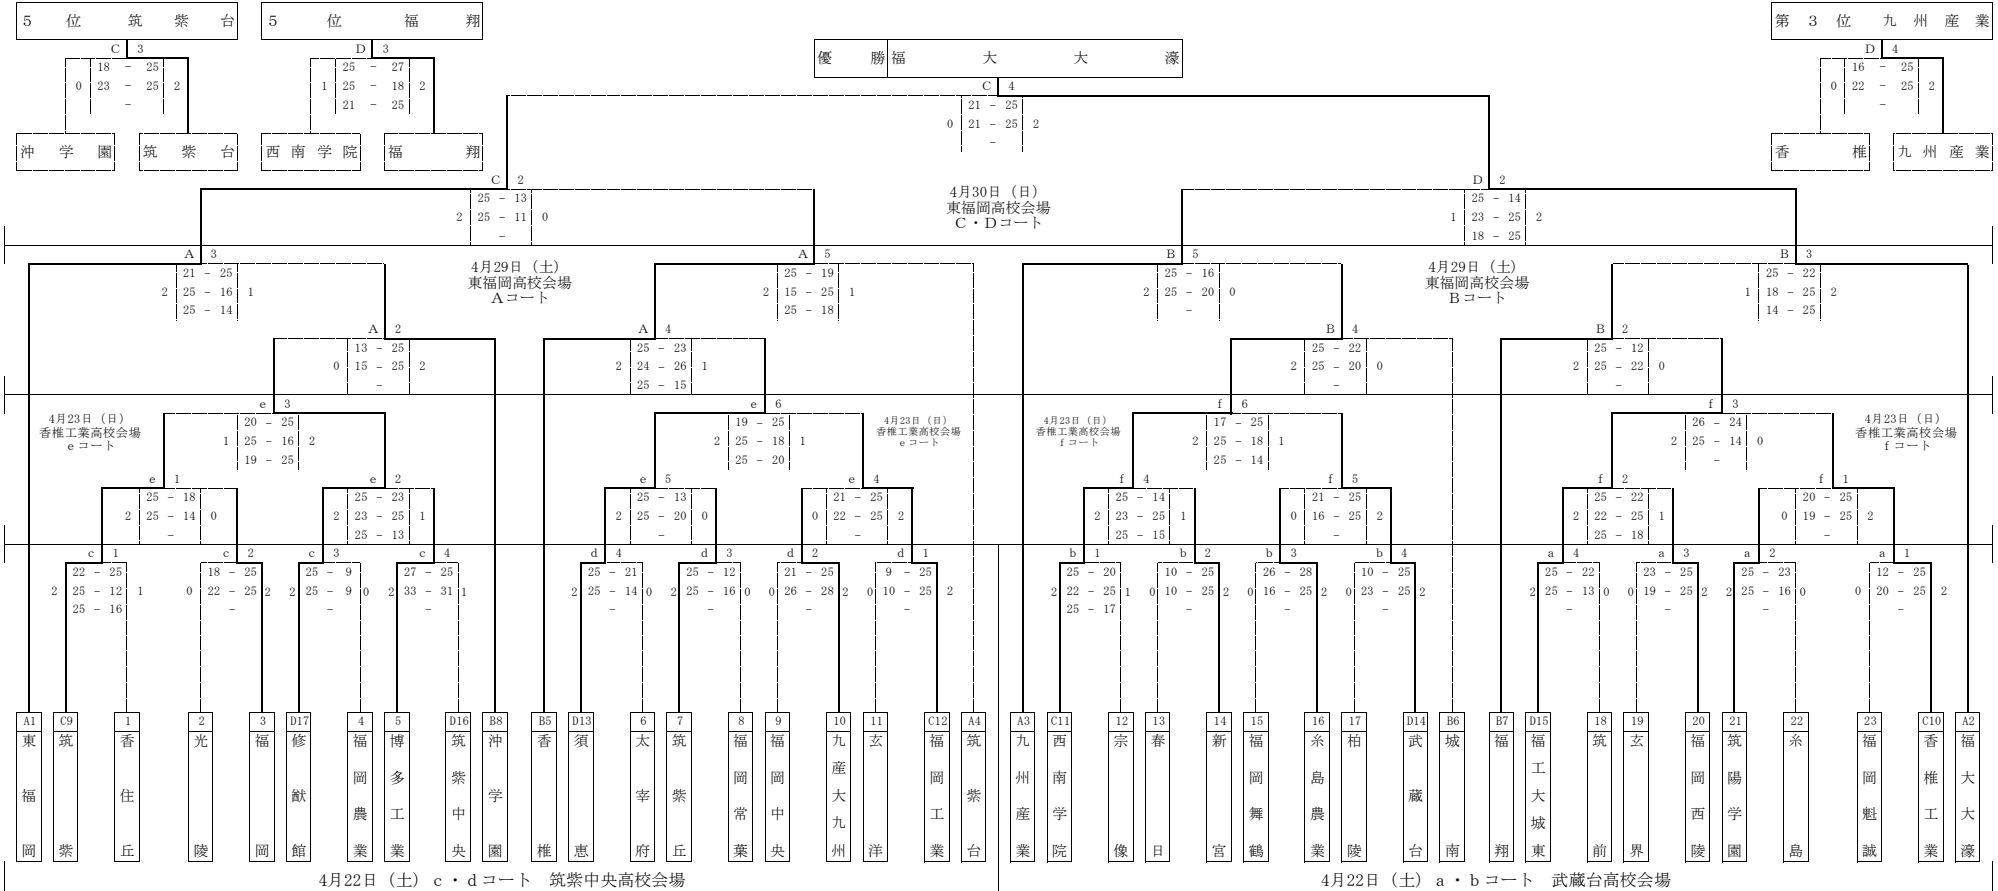 5 位 筑 紫 台
5 位 福 翔
第 3 位 九 州 産 業
優 勝 福 大 大 濠
C 3
D 3
D 4
18 - 25
0 23 - 25 2
-
25 - 27
1 25 - 18 2
21 - 25
16 - 25
0 22 - 25 2
-
沖 学 園
筑 紫 台
西 南 学 院
福 翔
香 椎
九 州 産 業
C 4
21 - 25
0 21 - 25 2
-
C 2
25 - 13
2 25 - 11 0
-
4月30日（日）
東福岡高校会場
C・Dコート
D 2
25 - 14
1 23 - 25 2
18 - 25
A 3
21 - 25
2 25 - 16 1
25 - 14
4月29日（土）
東福岡高校会場
Aコート
A 5
25 - 19
2 15 - 25 1
25 - 18
B 5
25 - 16
2 25 - 20 0
-
4月29日（土）
東福岡高校会場
Bコート
B 3
25 - 22
1 18 - 25 2
14 - 25
A 2
13 - 25
0 15 - 25 2
-
A 4
25 - 23
2 24 - 26 1
25 - 15
B 4
25 - 22
2 25 - 20 0
-
B 2
25 - 12
2 25 - 22 0
-
4月23日（日）
香椎工業高校会場
eコート
e 3
20 - 25
1 25 - 16 2
19 - 25
e 6
19 - 25
2 25 - 18 1
25 - 20
4月23日（日）
香椎工業高校会場
eコート
4月23日（日）
香椎工業高校会場
fコート
f 6
17 - 25
2 25 - 18 1
25 - 14
f 3
26 - 24
2 25 - 14 0
-
4月23日（日）
香椎工業高校会場
fコート
e 1
25 - 18
2 25 - 14 0
-
e 2
25 - 23
2 23 - 25 1
25 - 13
e 5
25 - 13
2 25 - 20 0
-
e 4
21 - 25
0 22 - 25 2
-
f 4
25 - 14
2 23 - 25 1
25 - 15
f 5
21 - 25
0 16 - 25 2
-
f 2
25 - 22
2 22 - 25 1
25 - 18
f 1
20 - 25
0 19 - 25 2
-
c 1
22 - 25
2 25 - 12 1
25 - 16
c 2
18 - 25
0 22 - 25 2
-
c 3
25 - 9
2 25 - 9 0
-
c 4
27 - 25
2 33 - 31 1
-
d 4
25 - 21
2 25 - 14 0
-
d 3
25 - 12
2 25 - 16 0
-
d 2
21 - 25
0 26 - 28 2
-
d 1
9 - 25
0 10 - 25 2
-
b 1
25 - 20
2 22 - 25 1
25 - 17
b 2
10 - 25
0 10 - 25 2
-
b 3
26 - 28
0 16 - 25 2
-
b 4
10 - 25
0 23 - 25 2
-
a 4
25 - 22
2 25 - 13 0
-
a 3
23 - 25
0 19 - 25 2
-
a 2
25 - 23
2 25 - 16 0
-
a 1
12 - 25
0 20 - 25 2
-
A1 東福岡
C9 筑紫
1 香住丘
2 光陵
3 福岡
D17 修猷館
4 福岡農業
5 博多工業
D16 筑紫中央
B8 沖学園
B5 香椎
D13 須恵
6 太宰府
7 筑紫丘
8 福岡常葉
9 福岡中央
10 九産大九州
11 玄洋
C12 福岡工業
A4 筑紫台
A3 九州産業
C11 西南学院
12 宗像
13 春日
14 新宮
15 福岡舞鶴
16 糸島農業
17 柏陵
D14 武蔵台
B6 城南
B7 福翔
D15 福工大城東
18 筑前
19 玄界
20 福岡西陵
21 筑陽学園
22 糸島
23 福岡魁誠
C10 香椎工業
A2 福大大濠
4月22日（土）c・dコート 筑紫中央高校会場
4月22日（土）a・bコート 武蔵台高校会場